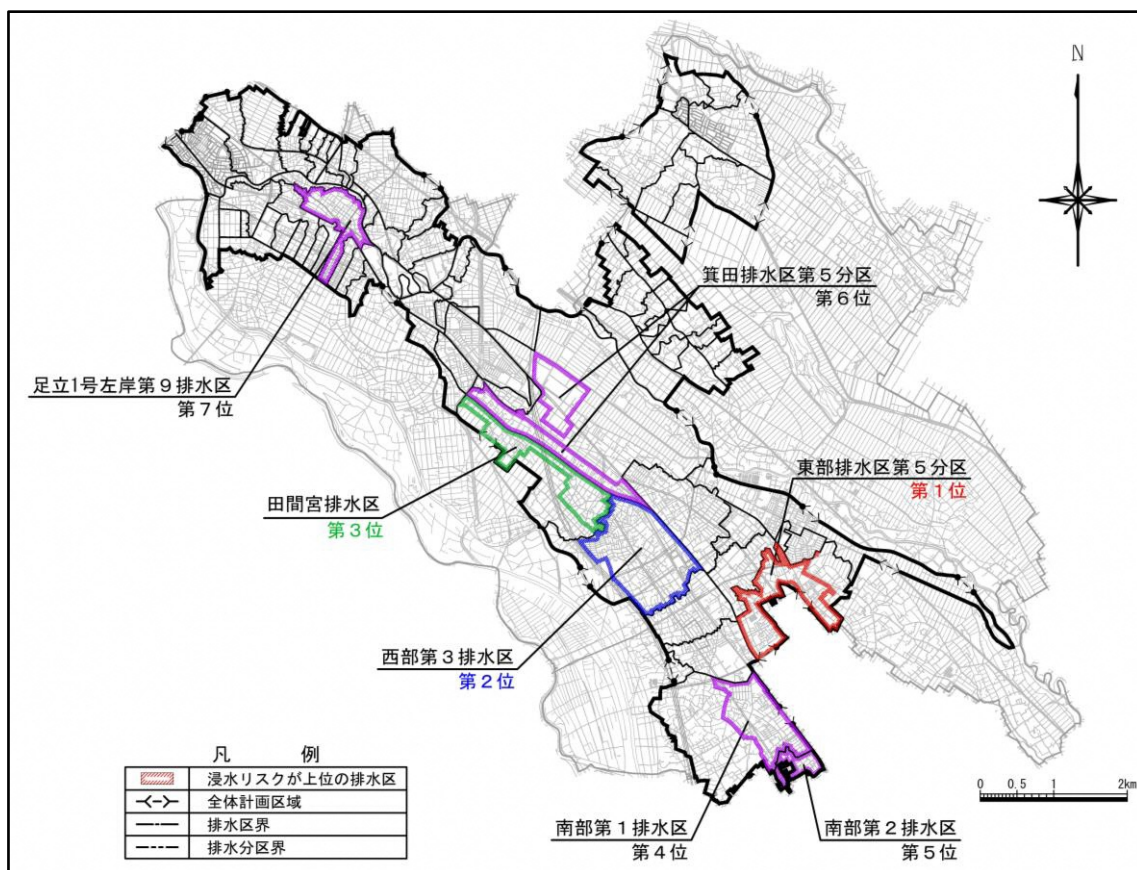 N
箕田排水区第５分区
第６位
足立1号左岸第９排水区
第７位
東部排水区第５分区
第１位
田間宮排水区
第３位
西部第３排水区
第２位
凡 例
浸水リスクが上位の排水区
全体計画区域
排水区界
排水分区界
0 0.5 1 2km
南部第１排水区
第４位
南部第２排水区
第５位